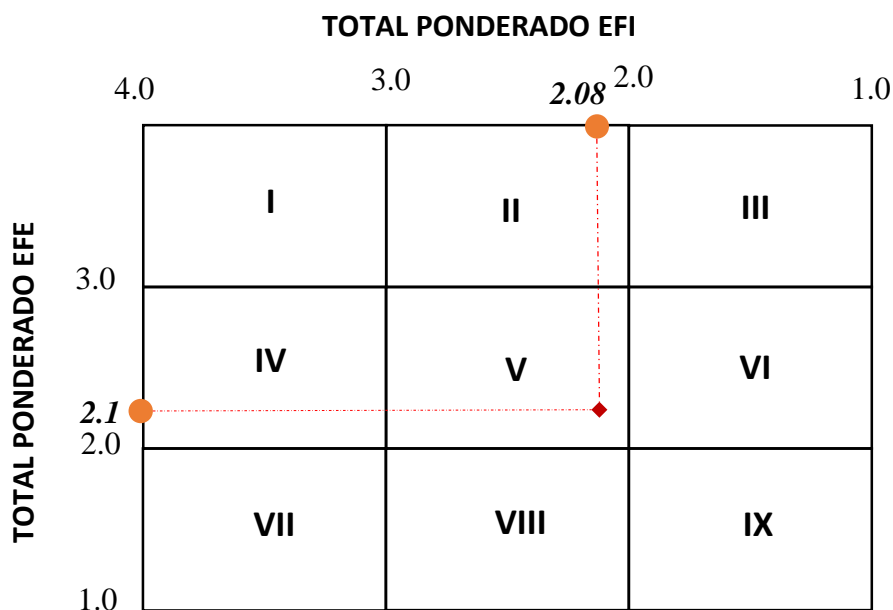 TOTAL PONDERADO EFI
4.0 3.0 2.08 2.0 1.0
TOTAL PONDERADO EFE
I II III
3.0
IV V VI
2.1
2.0
VII VIII IX
1.0